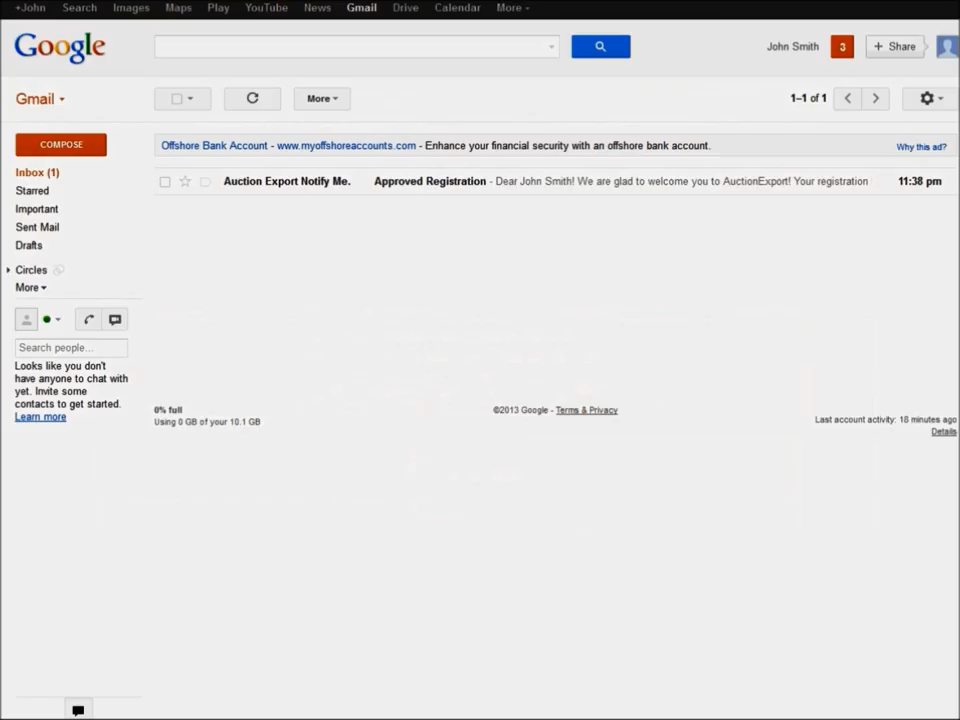 +John Search Images Maps Play YouTube News Gmail Drive Calendar More
Google
John Smith 3 + Share
Gmail
More
1–1 of 1
COMPOSE
Offshore Bank Account - www.myoffshoreaccounts.com - Enhance your financial security with an offshore bank account. Why this ad?
Inbox (1)
Auction Export Notify Me. Approved Registration - Dear John Smith! We are glad to welcome you to AuctionExport! Your registration 11:38 pm
Starred
Important
Sent Mail
Drafts
Circles
More
Search people...
Looks like you don't
have anyone to chat with
yet. Invite some
contacts to get started.
Learn more
0% full
Using 0 GB of your 10.1 GB
©2013 Google - Terms & Privacy
Last account activity: 18 minutes ago
Details